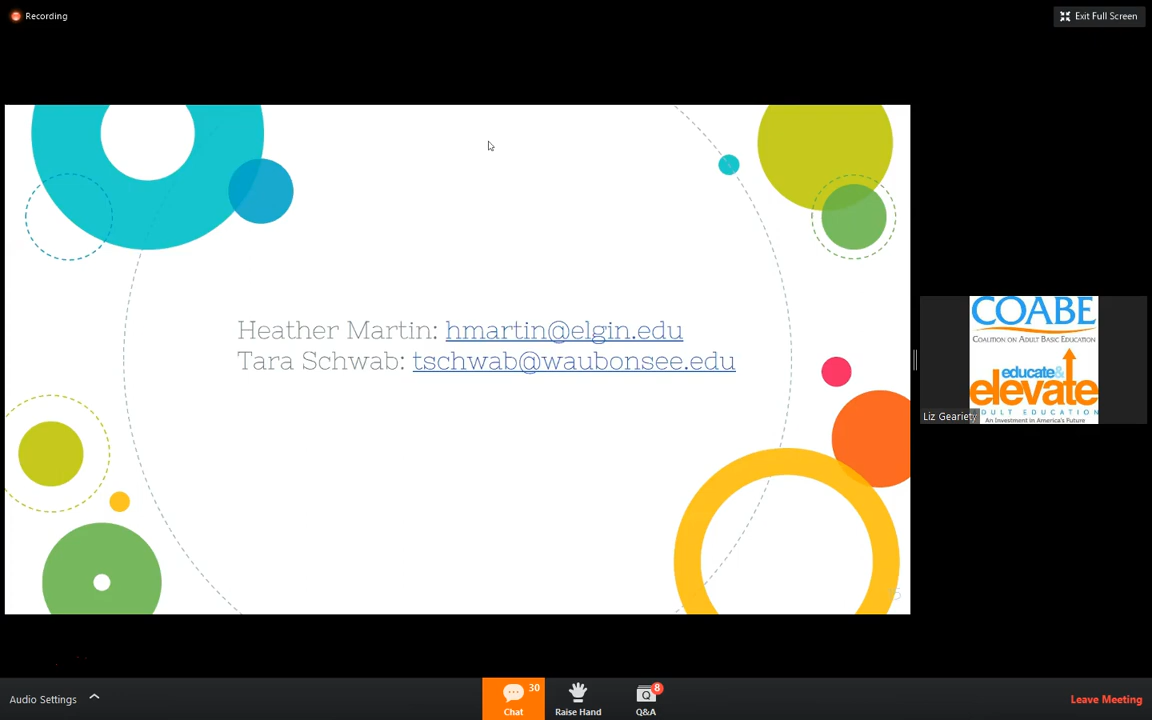 Recording
Exit Full Screen
Heather Martin: hmartin@elgin.edu
Tara Schwab: tschwab@waubonsee.edu
COABE
COALITION ON ADULT BASIC EDUCATION
educate&
elevate
ADULT EDUCATION
An Investment in America's Future
Liz Geariety
Audio Settings
Chat
30
Raise Hand
Q&A
8
Leave Meeting